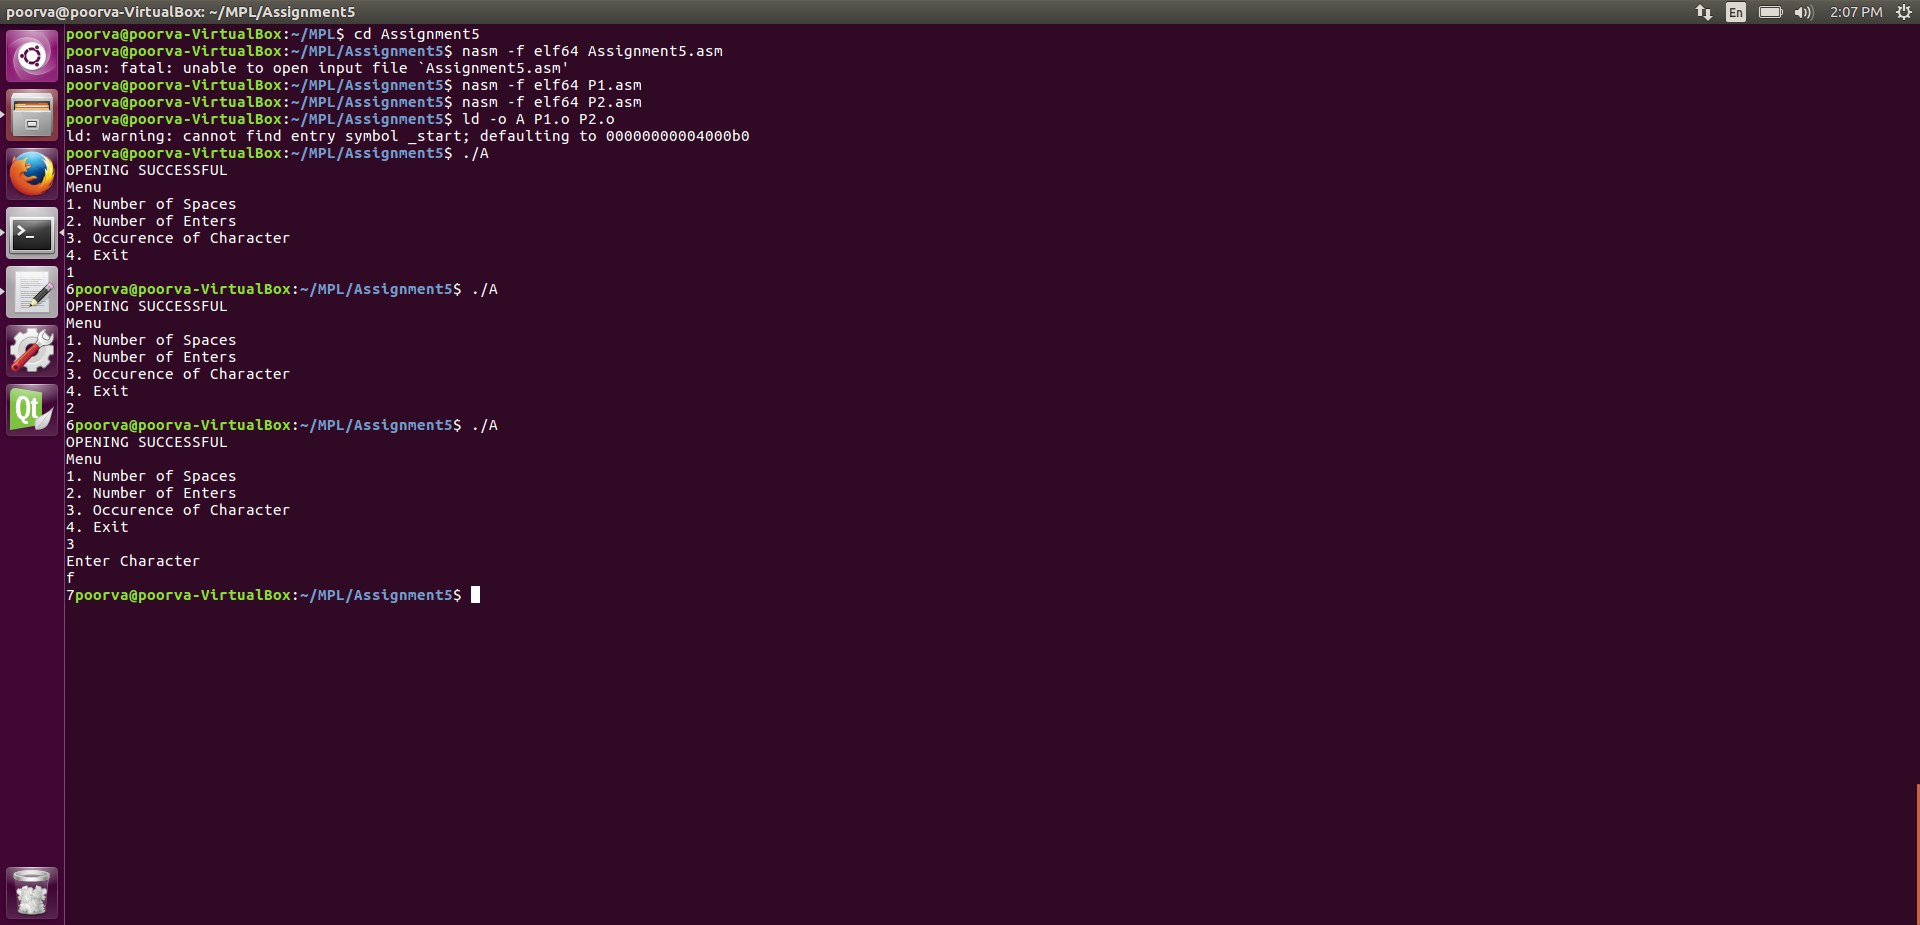 poorva@poorva-VirtualBox: ~/MPL/Assignment5 En 2:07 PM
poorva@poorva-VirtualBox:~/MPL$ cd Assignment5
poorva@poorva-VirtualBox:~/MPL/Assignment5$ nasm -f elf64 Assignment5.asm
nasm: fatal: unable to open input file `Assignment5.asm'
poorva@poorva-VirtualBox:~/MPL/Assignment5$ nasm -f elf64 P1.asm
poorva@poorva-VirtualBox:~/MPL/Assignment5$ nasm -f elf64 P2.asm
poorva@poorva-VirtualBox:~/MPL/Assignment5$ ld -o A P1.o P2.o
ld: warning: cannot find entry symbol _start; defaulting to 00000000004000b0
poorva@poorva-VirtualBox:~/MPL/Assignment5$ ./A
OPENING SUCCESSFUL
Menu
1. Number of Spaces
2. Number of Enters
3. Occurence of Character
4. Exit
1
6poorva@poorva-VirtualBox:~/MPL/Assignment5$ ./A
OPENING SUCCESSFUL
Menu
1. Number of Spaces
2. Number of Enters
3. Occurence of Character
4. Exit
2
6poorva@poorva-VirtualBox:~/MPL/Assignment5$ ./A
OPENING SUCCESSFUL
Menu
1. Number of Spaces
2. Number of Enters
3. Occurence of Character
4. Exit
3
Enter Character
f
7poorva@poorva-VirtualBox:~/MPL/Assignment5$
Qt